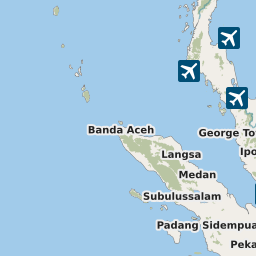 Banda Aceh
George To
Langsa
Ipo
Medan
Subulussalam
Padang Sidempua
Peka